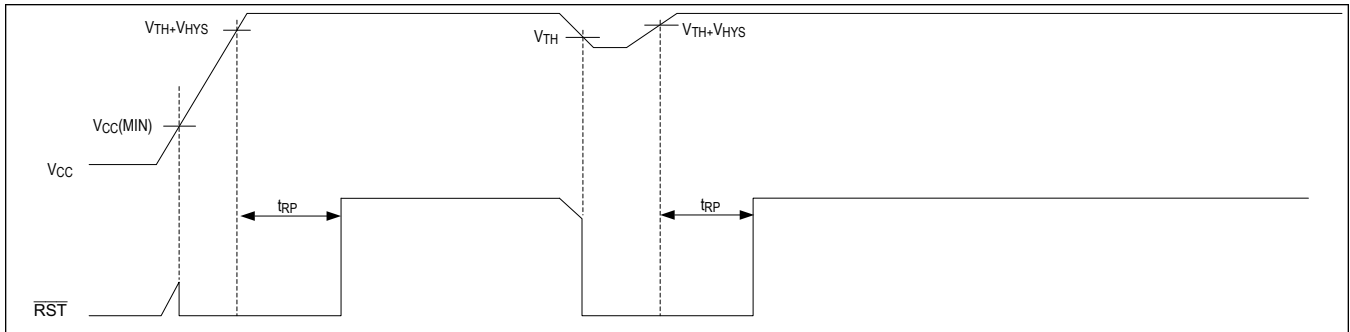 VTH+VHYS
VTH
VTH+VHYS
VCC(MIN)
VCC
tRP
tRP
RST